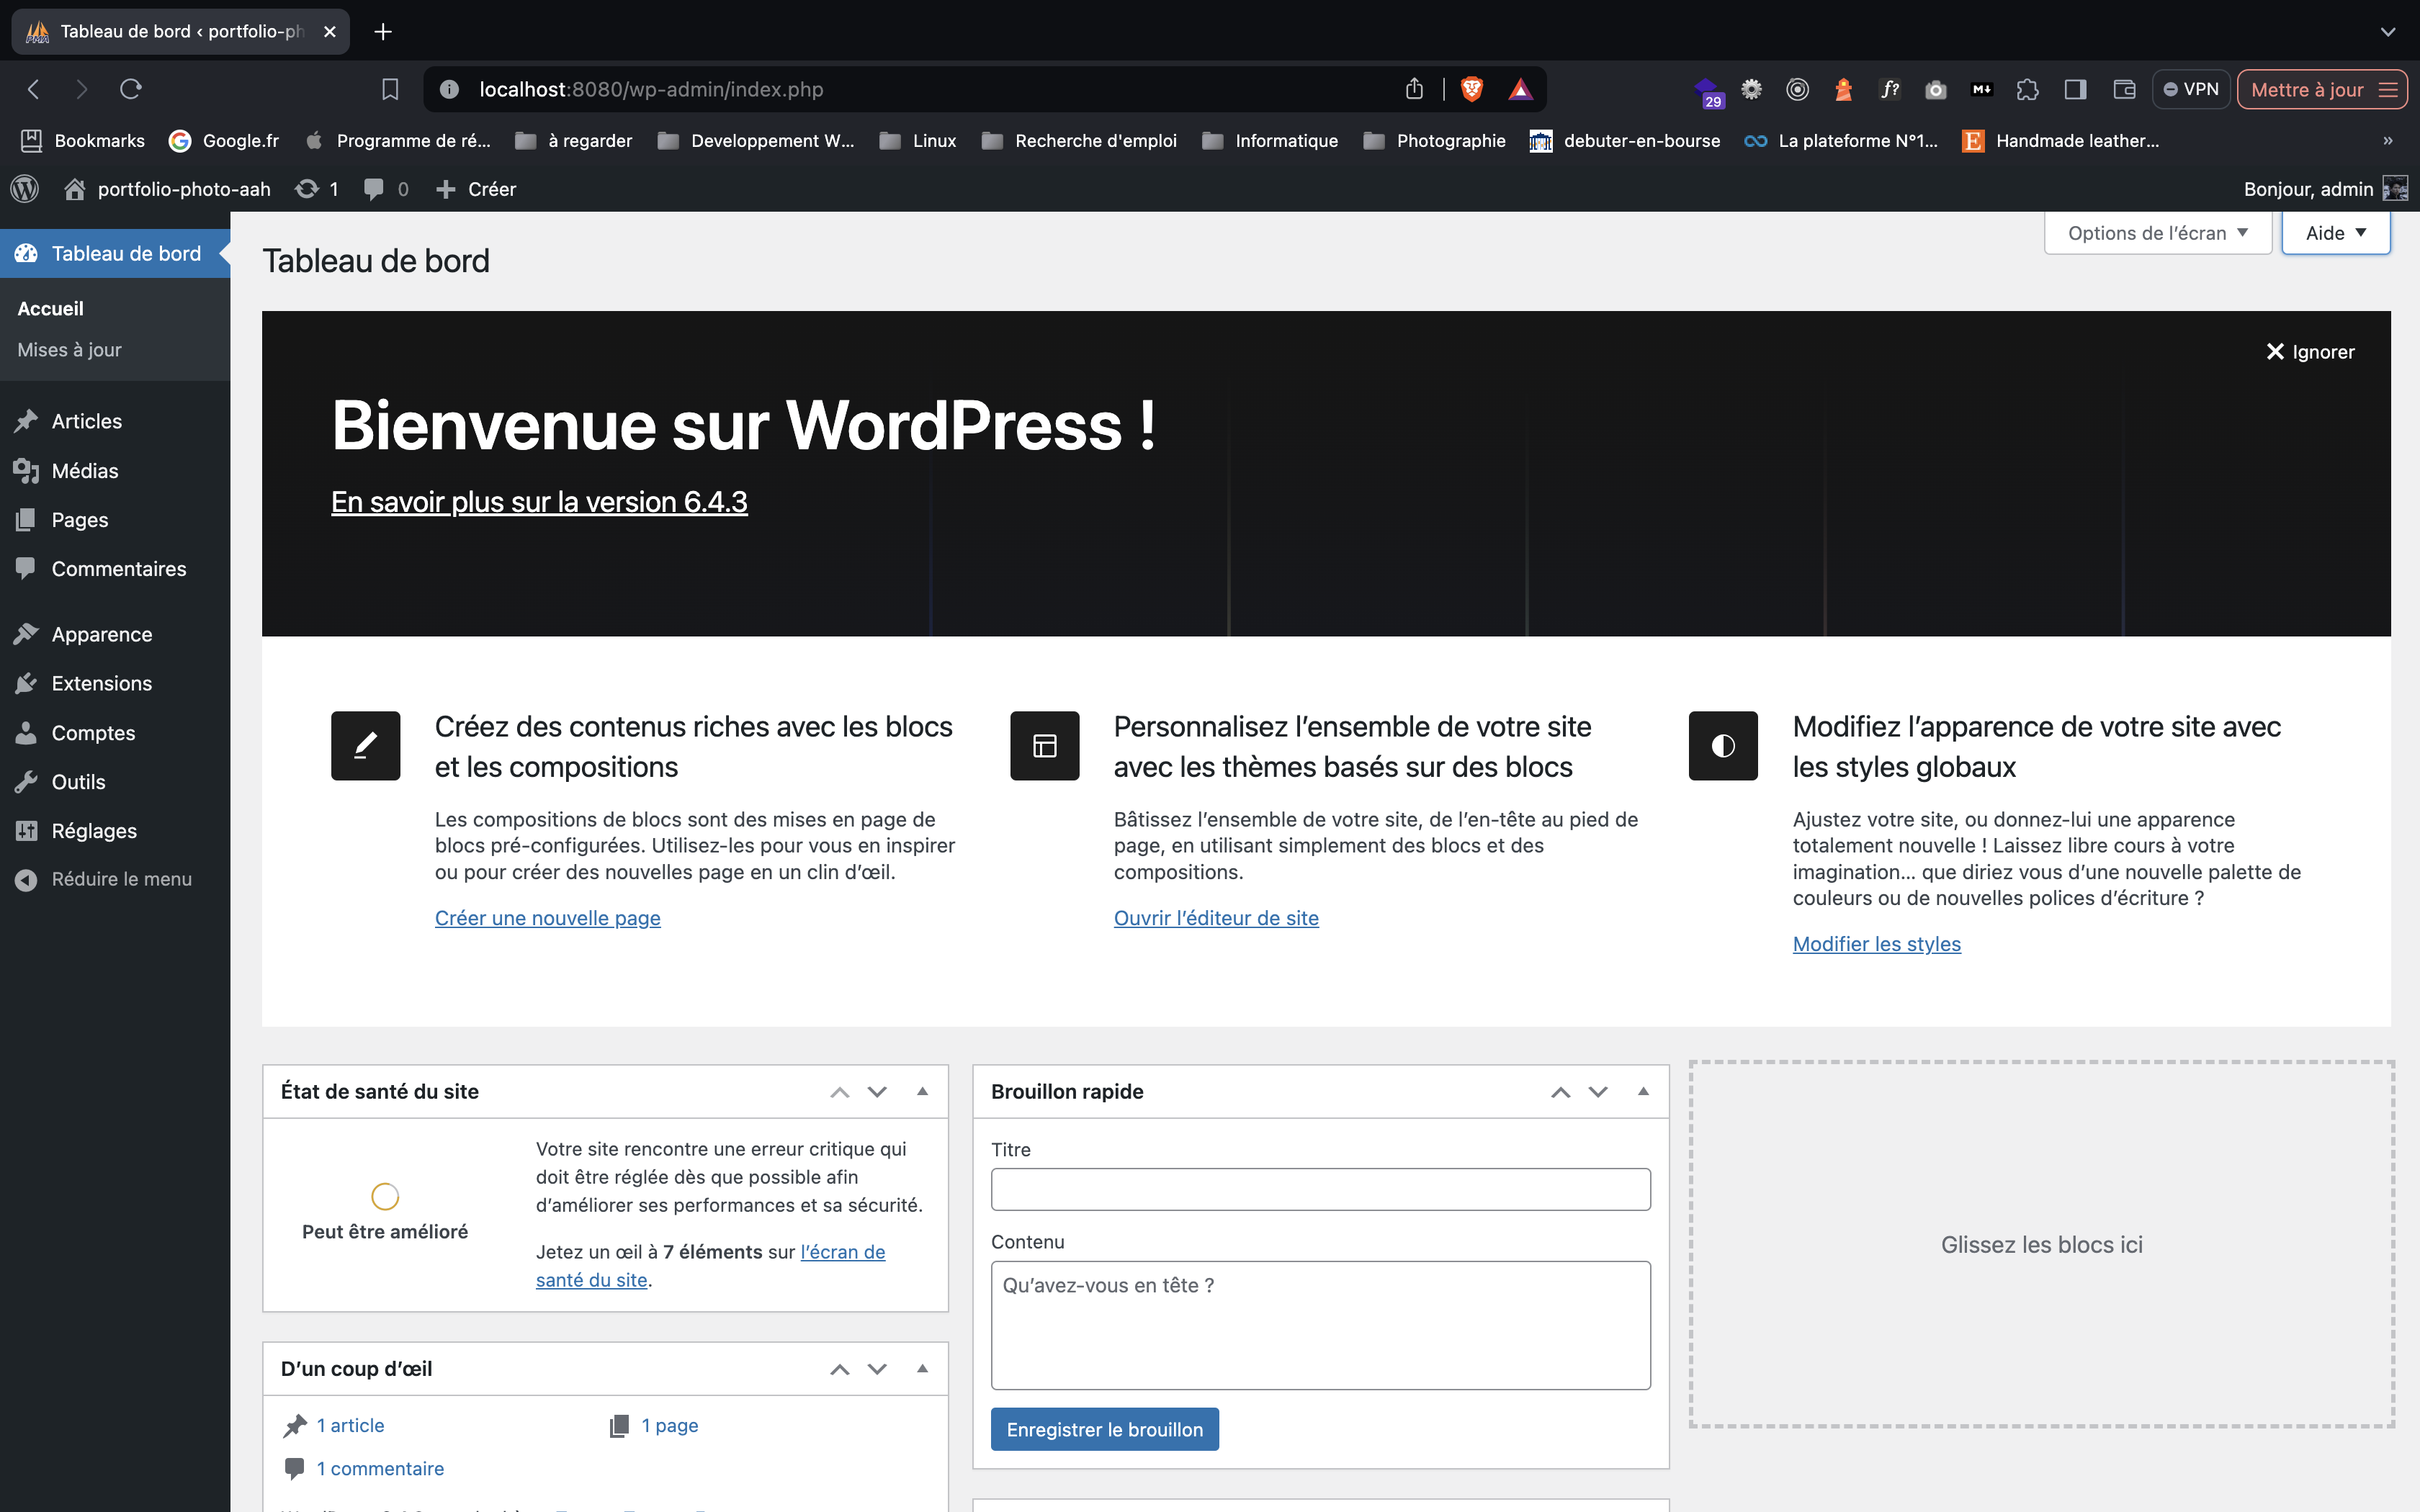 Tableau de bord ‹ portfolio-ph
localhost:8080/wp-admin/index.php
29
f?
M
VPN
Mettre à jour
Bookmarks
Google.fr
Programme de ré...
à regarder
Developpement W...
Linux
Recherche d'emploi
Informatique
Photographie
debuter-en-bourse
La plateforme N°1...
E
Handmade leather...
»
portfolio-photo-aah
1
0
Créer
Bonjour, admin
Tableau de bord
Accueil
Mises à jour
Articles
Médias
Pages
Commentaires
Apparence
Extensions
Comptes
Outils
Réglages
Réduire le menu
Tableau de bord
Options de l’écran
Aide
Ignorer
Bienvenue sur WordPress !
En savoir plus sur la version 6.4.3
Créez des contenus riches avec les blocs
et les compositions
Les compositions de blocs sont des mises en page de
blocs pré-configurées. Utilisez-les pour vous en inspirer
ou pour créer des nouvelles page en un clin d’œil.
Créer une nouvelle page
Personnalisez l’ensemble de votre site
avec les thèmes basés sur des blocs
Bâtissez l’ensemble de votre site, de l’en-tête au pied de
page, en utilisant simplement des blocs et des
compositions.
Ouvrir l’éditeur de site
Modifiez l’apparence de votre site avec
les styles globaux
Ajustez votre site, ou donnez-lui une apparence
totalement nouvelle ! Laissez libre cours à votre
imagination… que diriez vous d’une nouvelle palette de
couleurs ou de nouvelles polices d’écriture ?
Modifier les styles
État de santé du site
Peut être amélioré
Votre site rencontre une erreur critique qui
doit être réglée dès que possible afin
d’améliorer ses performances et sa sécurité.
Jetez un œil à 7 éléments sur l’écran de
santé du site.
D’un coup d’œil
1 article
1 page
1 commentaire
Brouillon rapide
Titre
Contenu
Qu’avez-vous en tête ?
Enregistrer le brouillon
Glissez les blocs ici